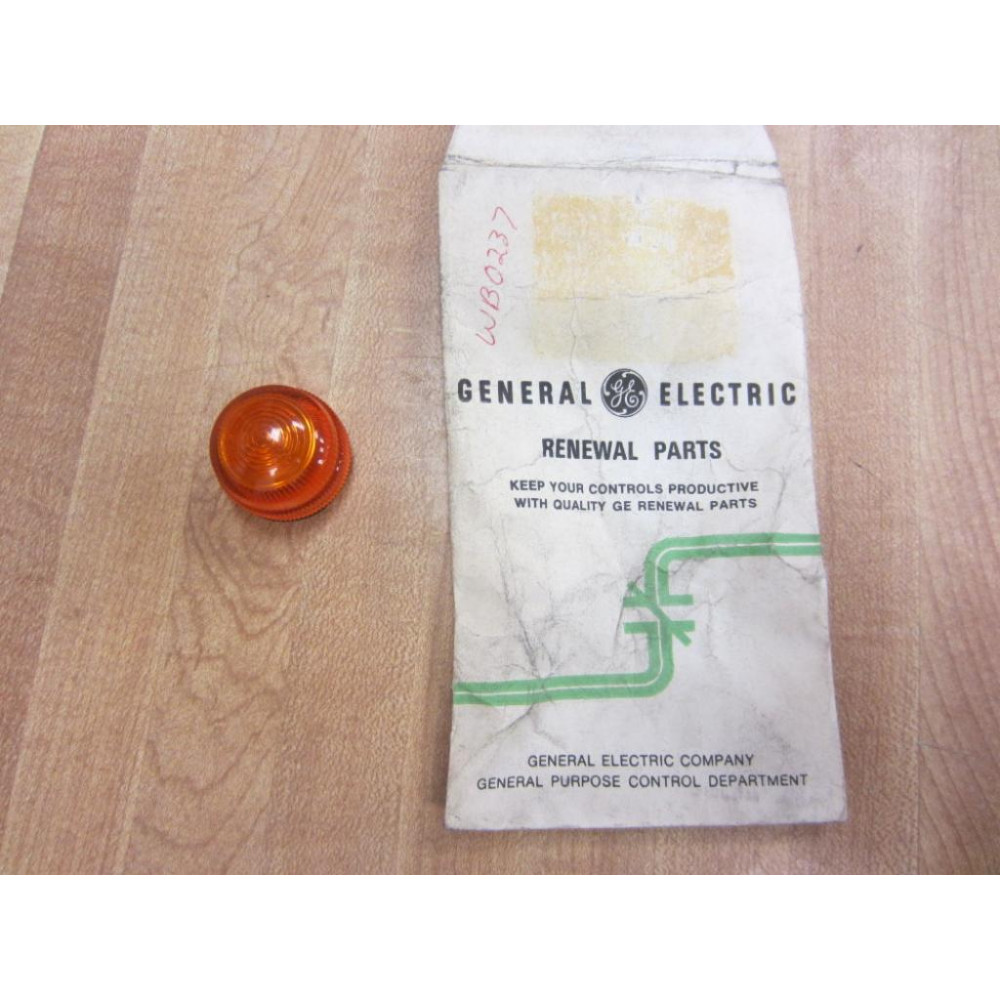 WB0237
GENERAL GE ELECTRIC
RENEWAL PARTS
KEEP YOUR CONTROLS PRODUCTIVE
WITH QUALITY GE RENEWAL PARTS
GENERAL ELECTRIC COMPANY
GENERAL PURPOSE CONTROL DEPARTMENT